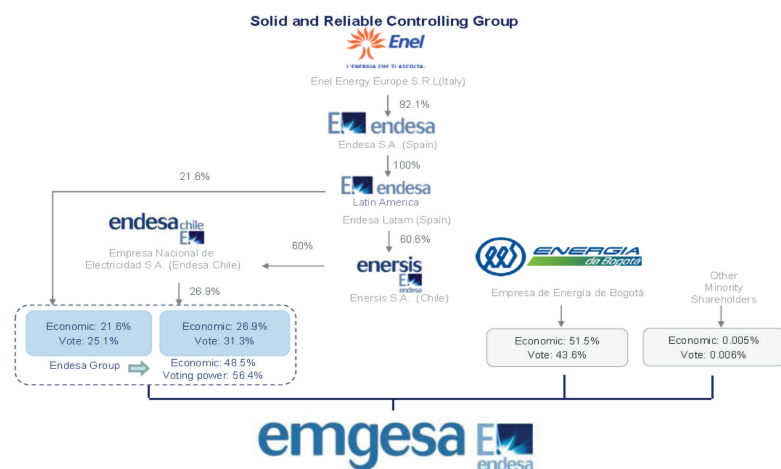 Solid and Reliable Controlling Group
Enel
L'ENERGIA CHE TI ASCOLTA.
Enel Energy Europe S.R.L(Italy)
92.1%
endesa
Endesa S.A. (Spain)
100%
21.6%
endesa
Latin America
Endesa Latam (Spain)
endesa chile
Empresa Nacional de
Electricidad S.A. (Endesa Chile)
60%
60.6%
enersis
endesa
Enersis S.A. (Chile)
ENERGIA
de Bogotá
Empresa de Energía de Bogotá
Other
Minority
Shareholders
26.9%
Economic: 21.6%
Vote: 25.1%
Economic: 26.9%
Vote: 31.3%
Endesa Group
Economic: 48.5%
Voting power: 56.4%
Economic: 51.5%
Vote: 43.6%
Economic: 0.005%
Vote: 0.006%
emgesa
endesa